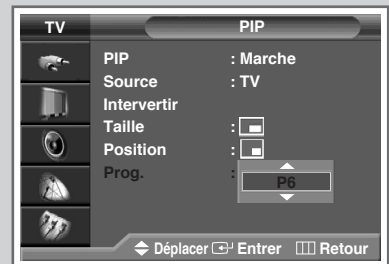 TV PIP
PIP : Marche
Source : TV
Intervertir
Taille :
Position :
Prog. : P6
Déplacer Entrer Retour